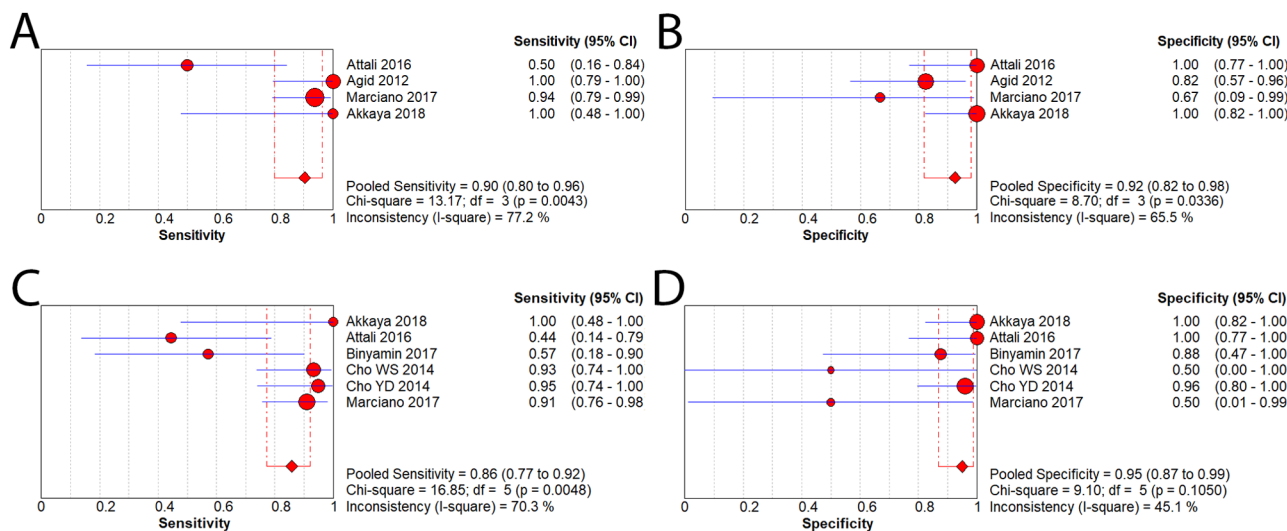 A
Sensitivity (95% CI)
Attali 2016 0.50 (0.16 - 0.84)
Agid 2012 1.00 (0.79 - 1.00)
Marciano 2017 0.94 (0.79 - 0.99)
Akkaya 2018 1.00 (0.48 - 1.00)
Pooled Sensitivity = 0.90 (0.80 to 0.96)
Chi-square = 13.17; df = 3 (p = 0.0043)
Inconsistency (I-square) = 77.2 %
0 0.2 0.4 0.6 0.8 1
Sensitivity
B
Specificity (95% CI)
Attali 2016 1.00 (0.77 - 1.00)
Agid 2012 0.82 (0.57 - 0.96)
Marciano 2017 0.67 (0.09 - 0.99)
Akkaya 2018 1.00 (0.82 - 1.00)
Pooled Specificity = 0.92 (0.82 to 0.98)
Chi-square = 8.70; df = 3 (p = 0.0336)
Inconsistency (I-square) = 65.5 %
0 0.2 0.4 0.6 0.8 1
Specificity
C
Sensitivity (95% CI)
Akkaya 2018 1.00 (0.48 - 1.00
Attali 2016 0.44 (0.14 - 0.79
Binyamin 2017 0.57 (0.18 - 0.90
Cho WS 2014 0.93 (0.74 - 1.00
Cho YD 2014 0.95 (0.74 - 1.00
Marciano 2017 0.91 (0.76 - 0.98
Pooled Sensitivity = 0.86 (0.77 to 0.92)
Chi-square = 16.85; df = 5 (p = 0.0048)
Inconsistency (I-square) = 70.3 %
0 0.2 0.4 0.6 0.8 1
Sensitivity
D
Specificity (95% CI)
Akkaya 2018 1.00 (0.82 - 1.00
Attali 2016 1.00 (0.77 - 1.00
Binyamin 2017 0.88 (0.47 - 1.00
Cho WS 2014 0.50 (0.00 - 1.00
Cho YD 2014 0.96 (0.80 - 1.00
Marciano 2017 0.50 (0.01 - 0.99
Pooled Specificity = 0.95 (0.87 to 0.99)
Chi-square = 9.10; df = 5 (p = 0.1050)
Inconsistency (I-square) = 45.1 %
0 0.2 0.4 0.6 0.8 1
Specificity